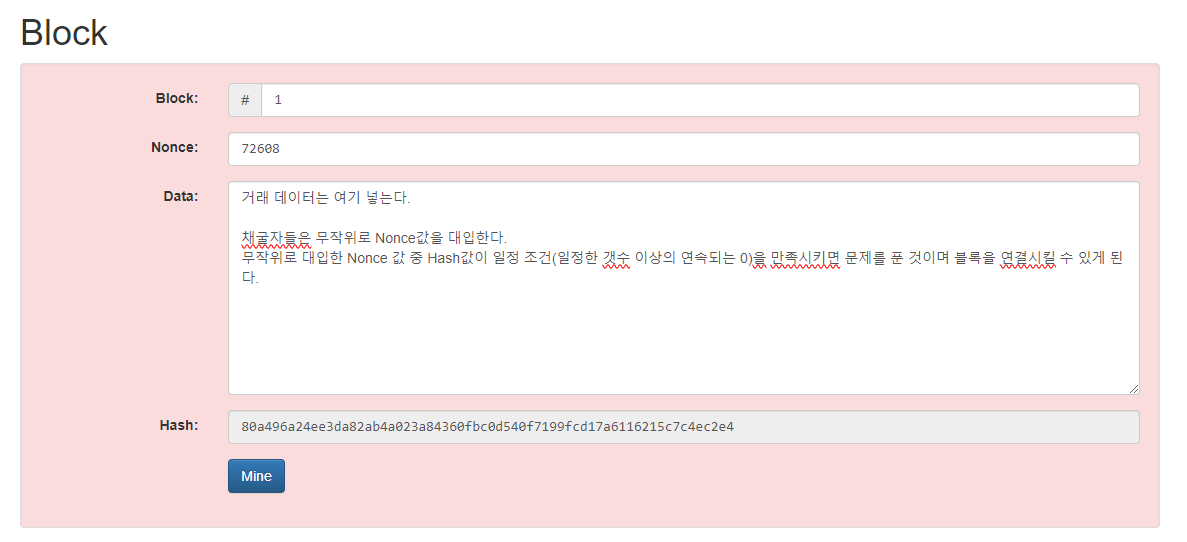 Block
Block: # 1
Nonce: 72608
Data: 거래 데이터는 여기 넣는다.
채굴자들은 무작위로 Nonce값을 대입한다.
무작위로 대입한 Nonce 값 중 Hash값이 일정 조건(일정한 갯수 이상의 연속되는 0)을 만족시키면 문제를 푼 것이며 블록을 연결시킬 수 있게 된
다.
Hash: 80a496a24ee3da82ab4a023a84360fbc0d540f7199fcd17a6116215c7c4ec2e4
Mine